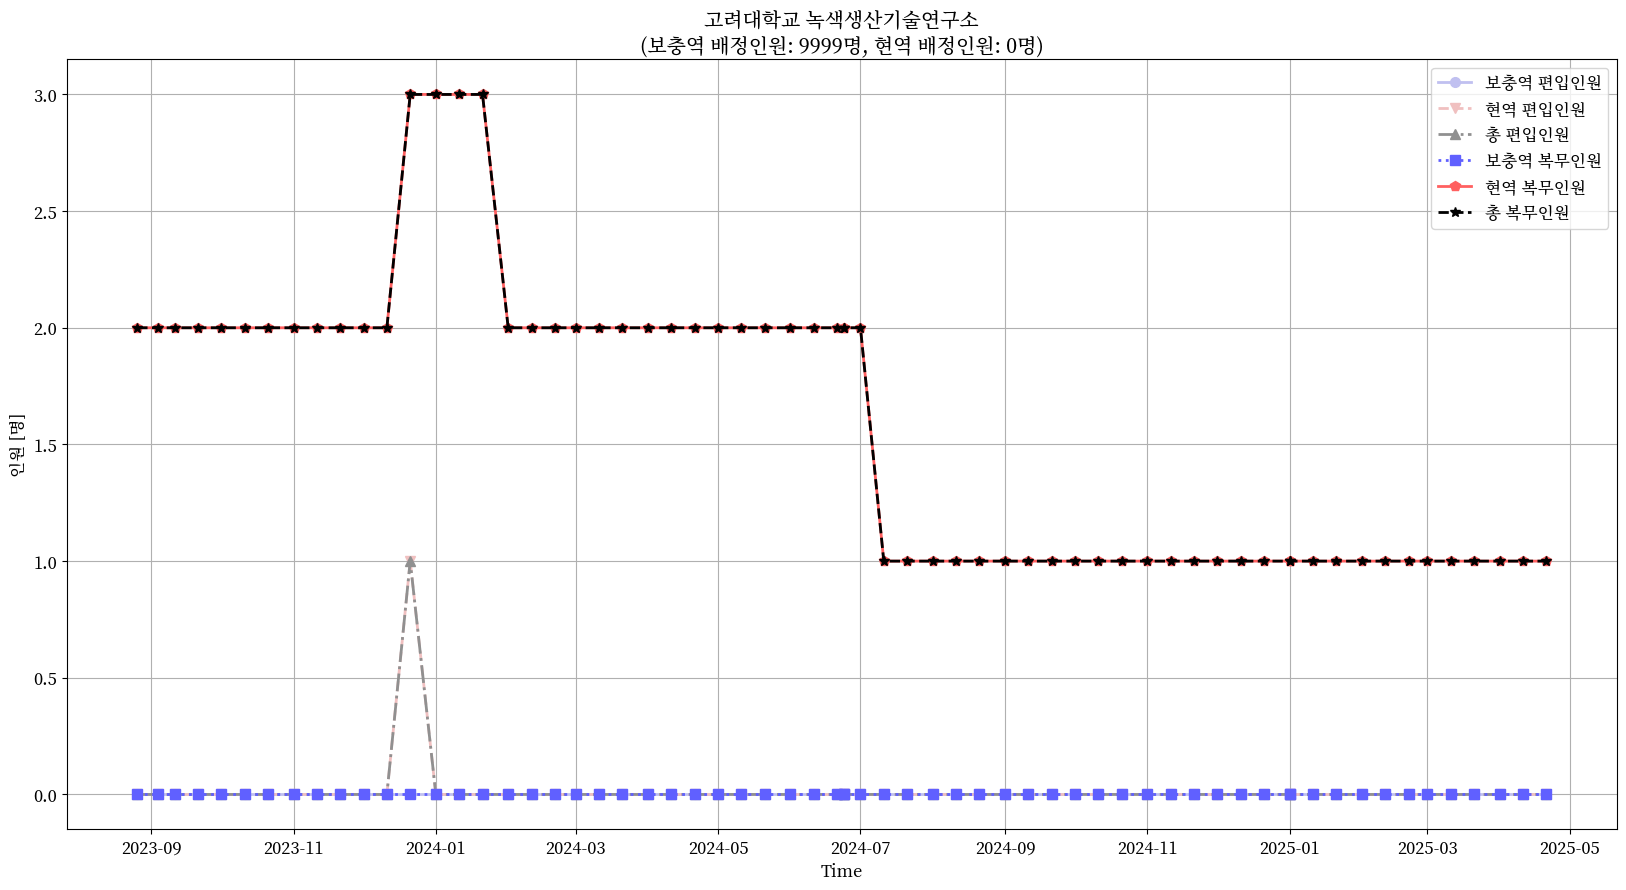 고려대학교 녹색생산기술연구소
(보충역 배정인원: 9999명, 현역 배정인원: 0명)
보충역 편입인원
현역 편입인원
총 편입인원
보충역 복무인원
현역 복무인원
총 복무인원
인원 [명]
3.0
2.5
2.0
1.5
1.0
0.5
0.0
2023-09
2023-11
2024-01
2024-03
2024-05
2024-07
2024-09
2024-11
2025-01
2025-03
2025-05
Time